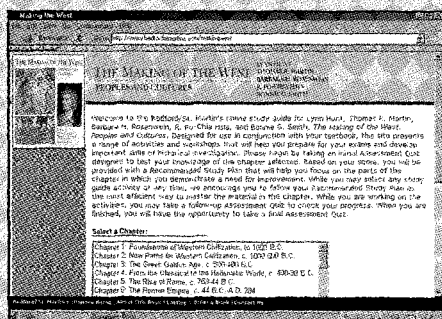 Making the West
THE MAKING OF THE WEST
PEOPLES AND CULTURES
Welcome to the Bedford/St. Martin's online study guide for Lynn Hunt, Thomas R. Martin,
Barbara H. Rosenwein, R. Po-Chia Hsia, and Bonnie G. Smith, The Making of the West,
Peoples and Cultures. Designed for use in conjunction with your textbook, the site presents
a range of activities and workshops that will help you prepare for your exams and develop
important skills of historical investigation. Please begin by taking an Initial Assessment Quiz
designed to test your knowledge of the chapter selected. Based on your score, you will be
provided with a Recommended Study Plan that will help you focus on the parts of the
chapter in which you demonstrate a need for improvement. While you may select any study
guide activity at any time, we encourage you to follow your Recommended Study Plan as
the most efficient way to master the material in the chapter. While you are working on the
activities, you may take a Followup Assessment Quiz to check your progress. When you are
finished, you will have the opportunity to take a final Assessment Quiz.
Select a Chapter:
Chapter 1: Foundations of Western Civilization, to 1000 B.C.
Chapter 2: New Paths for Western Civilization, c. 1000-500 B.C.
Chapter 3: The Greek Golden Age, c. 500-400 B.C.
Chapter 4: From the Classical to the Hellenistic World, c. 400-30 B.C.
Chapter 5: The Rise of Rome, c. 753-44 B.C.
Chapter 6: The Roman Empire, c. 44 B.C.-A.D. 284